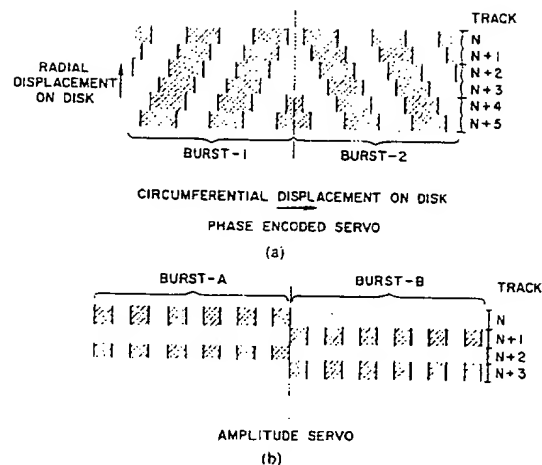 TRACK
N
N+1
RADIAL
DISPLACEMENT
ON DISK
N+2
N+3
N+4
N+5
BURST-1
BURST-2
CIRCUMFERENTIAL DISPLACEMENT ON DISK
PHASE ENCODED SERVO
(a)
BURST-A
BURST-B
TRACK
N
N+1
N+2
N+3
AMPLITUDE SERVO
(b)